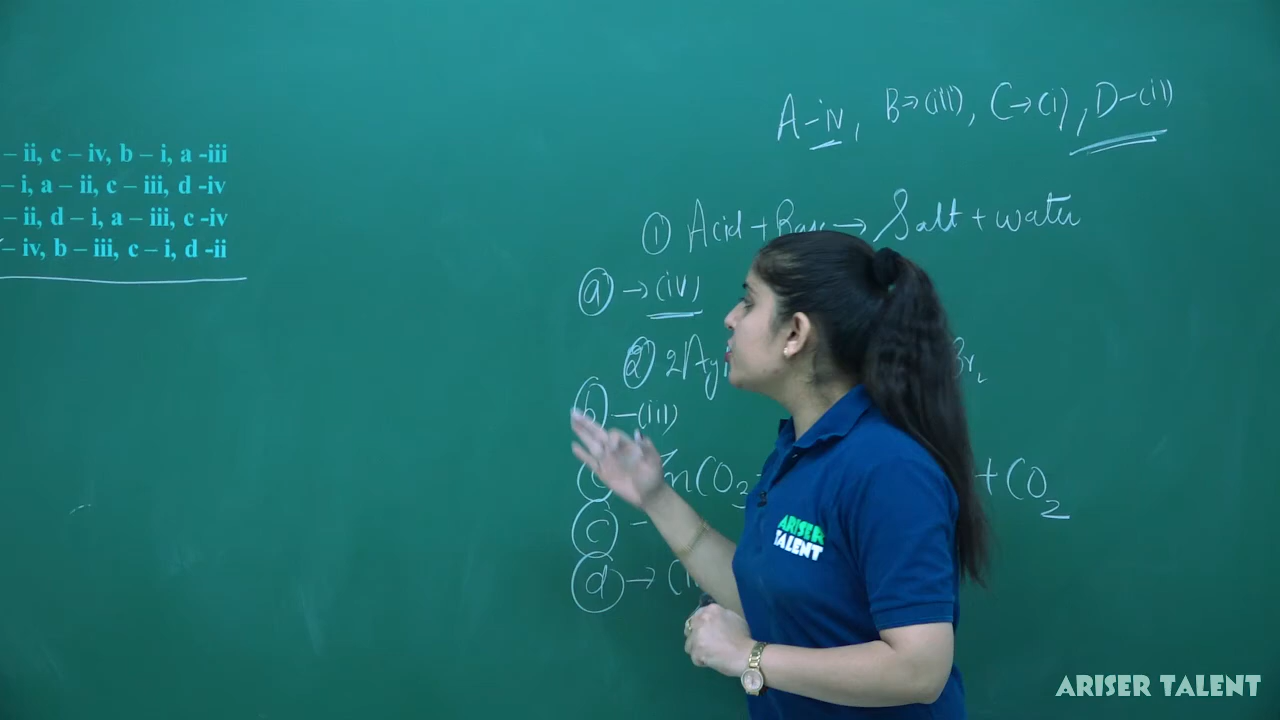 – ii, c – iv, b – i, a -iii
– i, a – ii, c – iii, d -iv
– ii, d – i, a – iii, c -iv
– iv, b – iii, c – i, d -ii
A-iv, B→(iii), C→(i), D-(ii)
① Acid + Base → Salt + water
ⓐ → (iv)
② 2Ag
ⓑ – (iii)
nCO3 + CO2
ⓒ –
ⓓ → (
ARISER
TALENT
ARISER TALENT